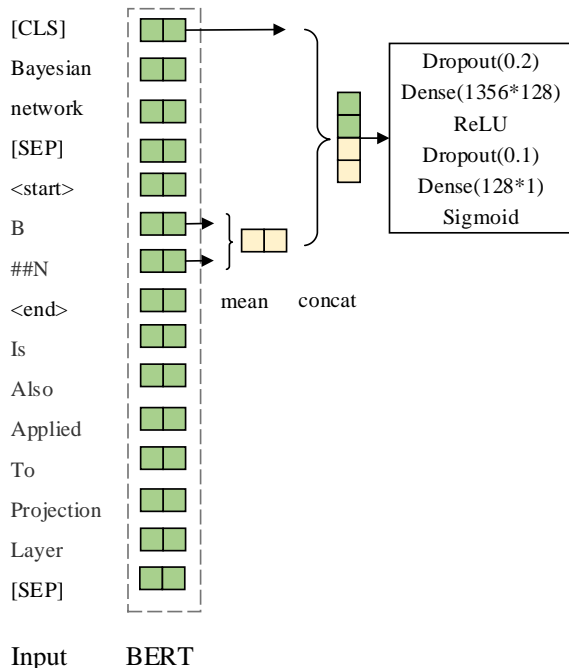 [CLS]
Bayesian
network
[SEP]
<start>
B
##N
<end>
Is
Also
Applied
To
Projection
Layer
[SEP]
Input
BERT
mean
concat
Dropout(0.2)
Dense(1356*128)
ReLU
Dropout(0.1)
Dense(128*1)
Sigmoid